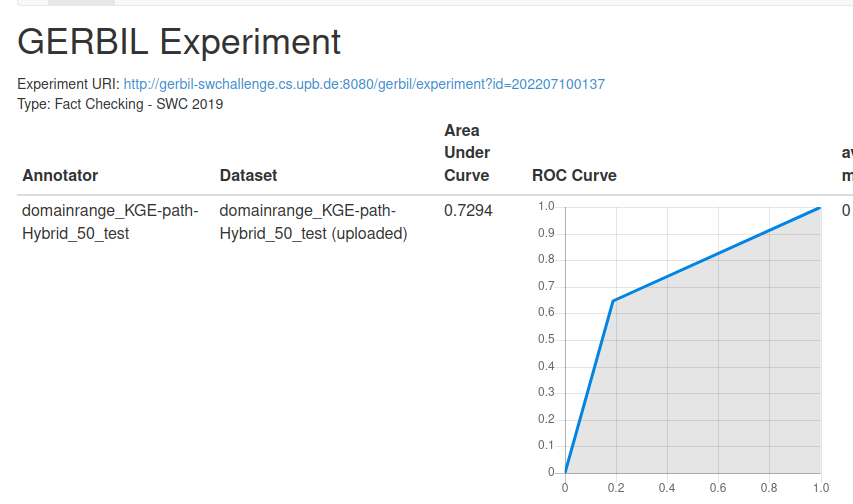 GERBIL Experiment
Experiment URI: http://gerbil-swchallenge.cs.upb.de:8080/gerbil/experiment?id=202207100137
Type: Fact Checking - SWC 2019
Area
Under
Curve
Annotator
Dataset
ROC Curve
domainrange_KGE-path-
Hybrid_50_test
domainrange_KGE-path-
Hybrid_50_test (uploaded)
0.7294
1.0
0.9
0.8
0.7
0.6
0.5
0.4
0.3
0.2
0.1
0
0 0.2 0.4 0.6 0.8 1.0
0